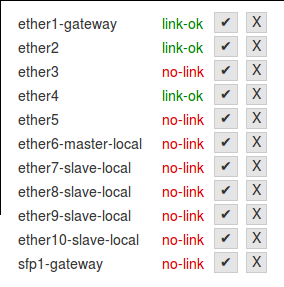 ether1-gateway link-ok ✔ X
ether2 link-ok ✔ X
ether3 no-link ✔ X
ether4 link-ok ✔ X
ether5 no-link ✔ X
ether6-master-local no-link ✔ X
ether7-slave-local no-link ✔ X
ether8-slave-local no-link ✔ X
ether9-slave-local no-link ✔ X
ether10-slave-local no-link ✔ X
sfp1-gateway no-link ✔ X